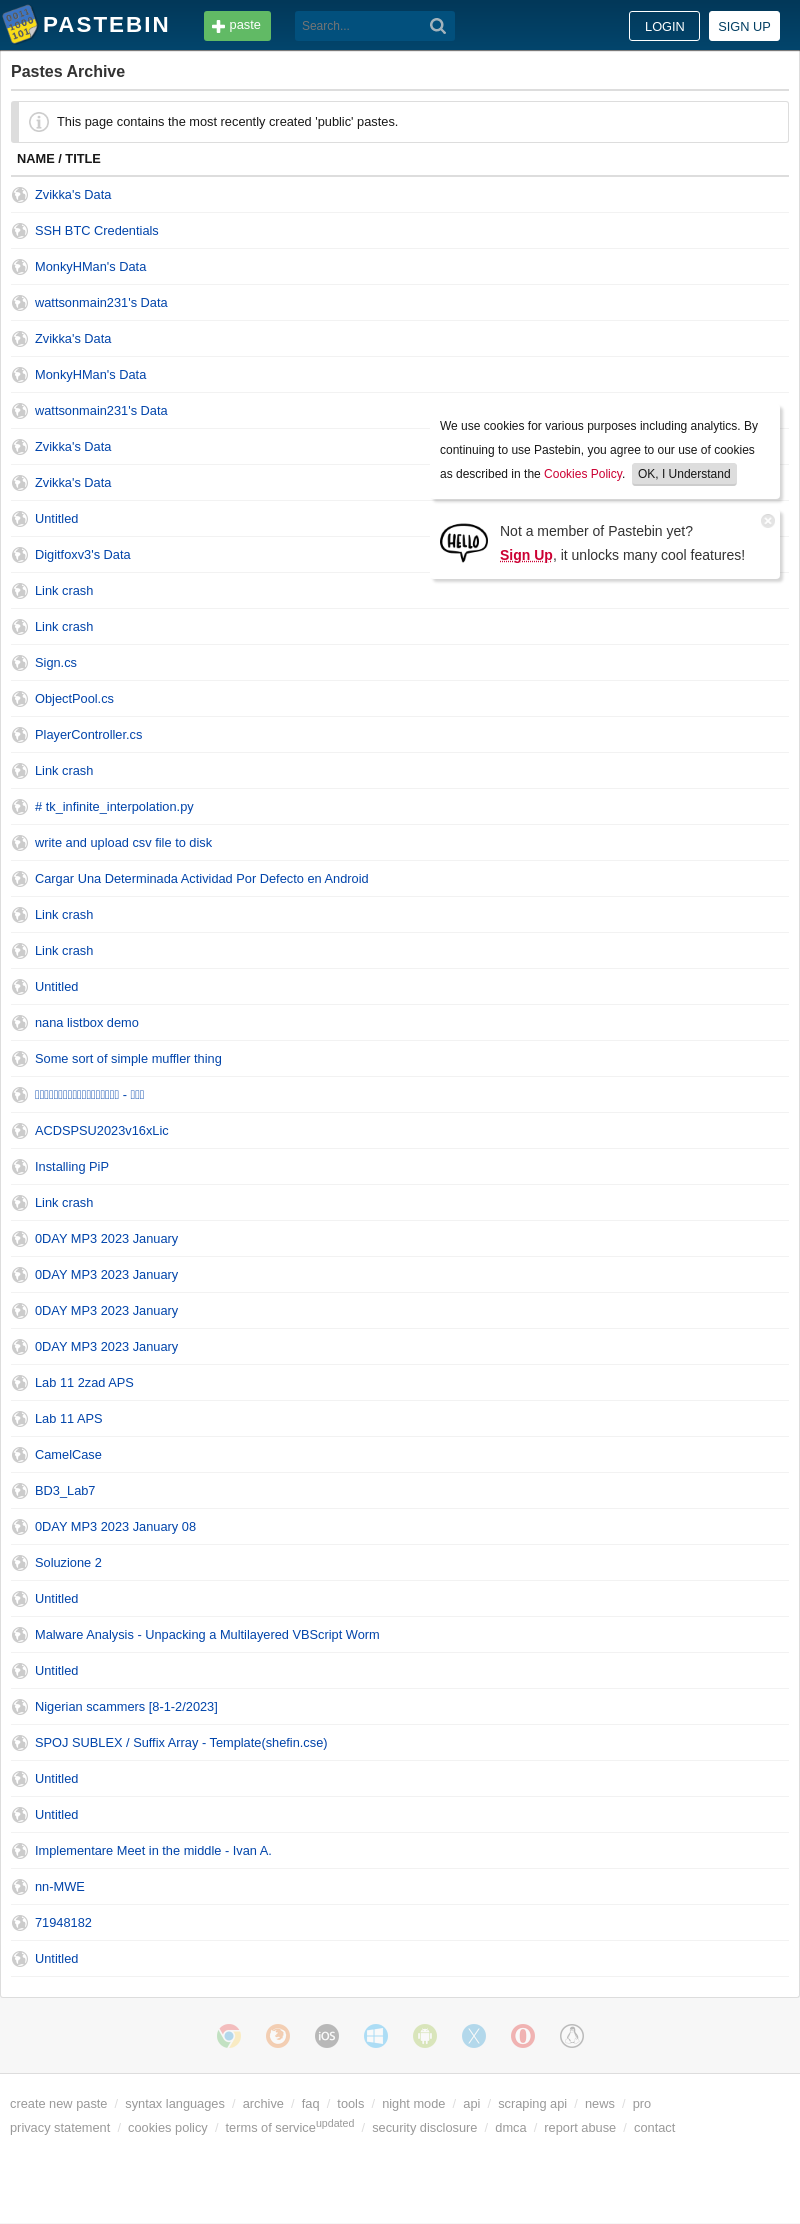 PASTEBIN
paste
Search...
LOGIN
SIGN UP
Pastes Archive
This page contains the most recently created 'public' pastes.
NAME / TITLE
Zvikka's Data
SSH BTC Credentials
MonkyHMan's Data
wattsonmain231's Data
Zvikka's Data
MonkyHMan's Data
wattsonmain231's Data
Zvikka's Data
Zvikka's Data
Untitled
Digitfoxv3's Data
We use cookies for various purposes including analytics. By
continuing to use Pastebin, you agree to our use of cookies
as described in the Cookies Policy. OK, I Understand
HELLO
Not a member of Pastebin yet?
Sign Up, it unlocks many cool features!
Link crash
Link crash
Sign.cs
ObjectPool.cs
PlayerController.cs
Link crash
# tk_infinite_interpolation.py
write and upload csv file to disk
Cargar Una Determinada Actividad Por Defecto en Android
Link crash
Link crash
Untitled
nana listbox demo
Some sort of simple muffler thing
-
ACDSPSU2023v16xLic
Installing PiP
Link crash
0DAY MP3 2023 January
0DAY MP3 2023 January
0DAY MP3 2023 January
0DAY MP3 2023 January
Lab 11 2zad APS
Lab 11 APS
CamelCase
BD3_Lab7
0DAY MP3 2023 January 08
Soluzione 2
Untitled
Malware Analysis - Unpacking a Multilayered VBScript Worm
Untitled
Nigerian scammers [8-1-2/2023]
SPOJ SUBLEX / Suffix Array - Template(shefin.cse)
Untitled
Untitled
Implementare Meet in the middle - Ivan A.
nn-MWE
71948182
Untitled
iOS
create new paste / syntax languages / archive / faq / tools / night mode / api / scraping api / news / pro
privacy statement / cookies policy / terms of serviceupdated / security disclosure / dmca / report abuse / contact